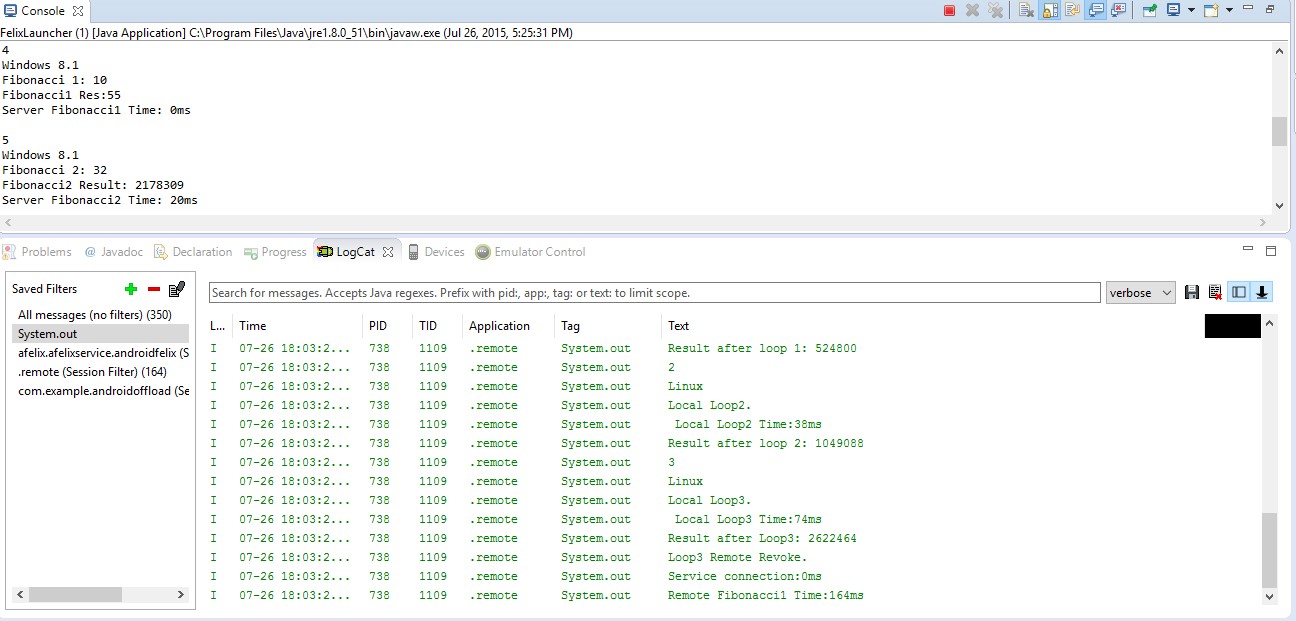 Console
FelixLauncher (1) [Java Application] C:\Program Files\Java\jre1.8.0_51\bin\javaw.exe (Jul 26, 2015, 5:25:31 PM)
4
Windows 8.1
Fibonacci 1: 10
Fibonacci1 Res:55
Server Fibonacci1 Time: 0ms
5
Windows 8.1
Fibonacci 2: 32
Fibonacci2 Result: 2178309
Server Fibonacci2 Time: 20ms
Problems @ Javadoc Declaration Progress LogCat Devices Emulator Control
Saved Filters
All messages (no filters) (350)
System.out
afelix.afelixservice.androidfelix (S
.remote (Session Filter) (164)
com.example.androidoffload (Se
Search for messages. Accepts Java regexes. Prefix with pid:, app:, tag: or text: to limit scope.
verbose
L... Time PID TID Application Tag Text
I 07-26 18:03:2... 738 1109 .remote System.out Result after loop 1: 524800
I 07-26 18:03:2... 738 1109 .remote System.out 2
I 07-26 18:03:2... 738 1109 .remote System.out Linux
I 07-26 18:03:2... 738 1109 .remote System.out Local Loop2.
I 07-26 18:03:2... 738 1109 .remote System.out Local Loop2 Time:38ms
I 07-26 18:03:2... 738 1109 .remote System.out Result after loop 2: 1049088
I 07-26 18:03:2... 738 1109 .remote System.out 3
I 07-26 18:03:2... 738 1109 .remote System.out Linux
I 07-26 18:03:2... 738 1109 .remote System.out Local Loop3.
I 07-26 18:03:2... 738 1109 .remote System.out Local Loop3 Time:74ms
I 07-26 18:03:2... 738 1109 .remote System.out Result after Loop3: 2622464
I 07-26 18:03:2... 738 1109 .remote System.out Loop3 Remote Revoke.
I 07-26 18:03:2... 738 1109 .remote System.out Service connection:0ms
I 07-26 18:03:2... 738 1109 .remote System.out Remote Fibonacci1 Time:164ms